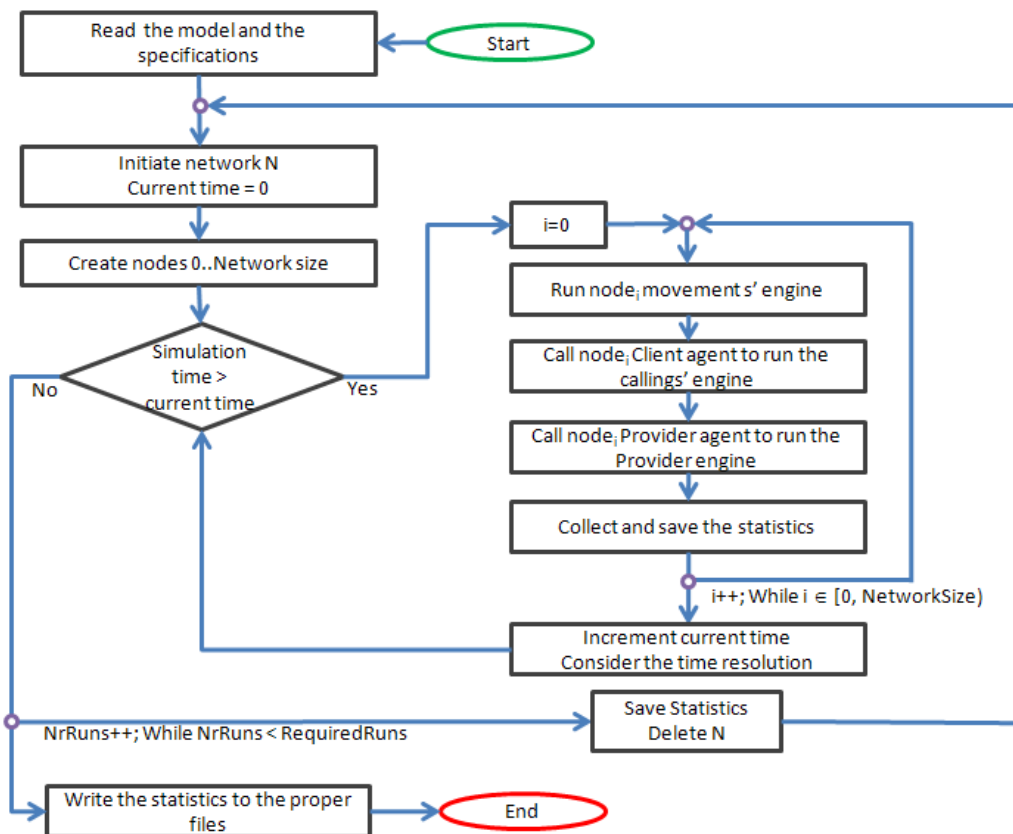 Read the model and the
specifications
Start
Initiate network N
Current time = 0
Create nodes 0..Network size
Simulation
time >
current time
No
Yes
i=0
Run nodeᵢ movement s’ engine
Call nodeᵢ Client agent to run the
callings’ engine
Call nodeᵢ Provider agent to run the
Provider engine
Collect and save the statistics
i++; While i ∈ [0, NetworkSize)
Increment current time
Consider the time resolution
NrRuns++; While NrRuns < RequiredRuns
Save Statistics
Delete N
Write the statistics to the proper
files
End